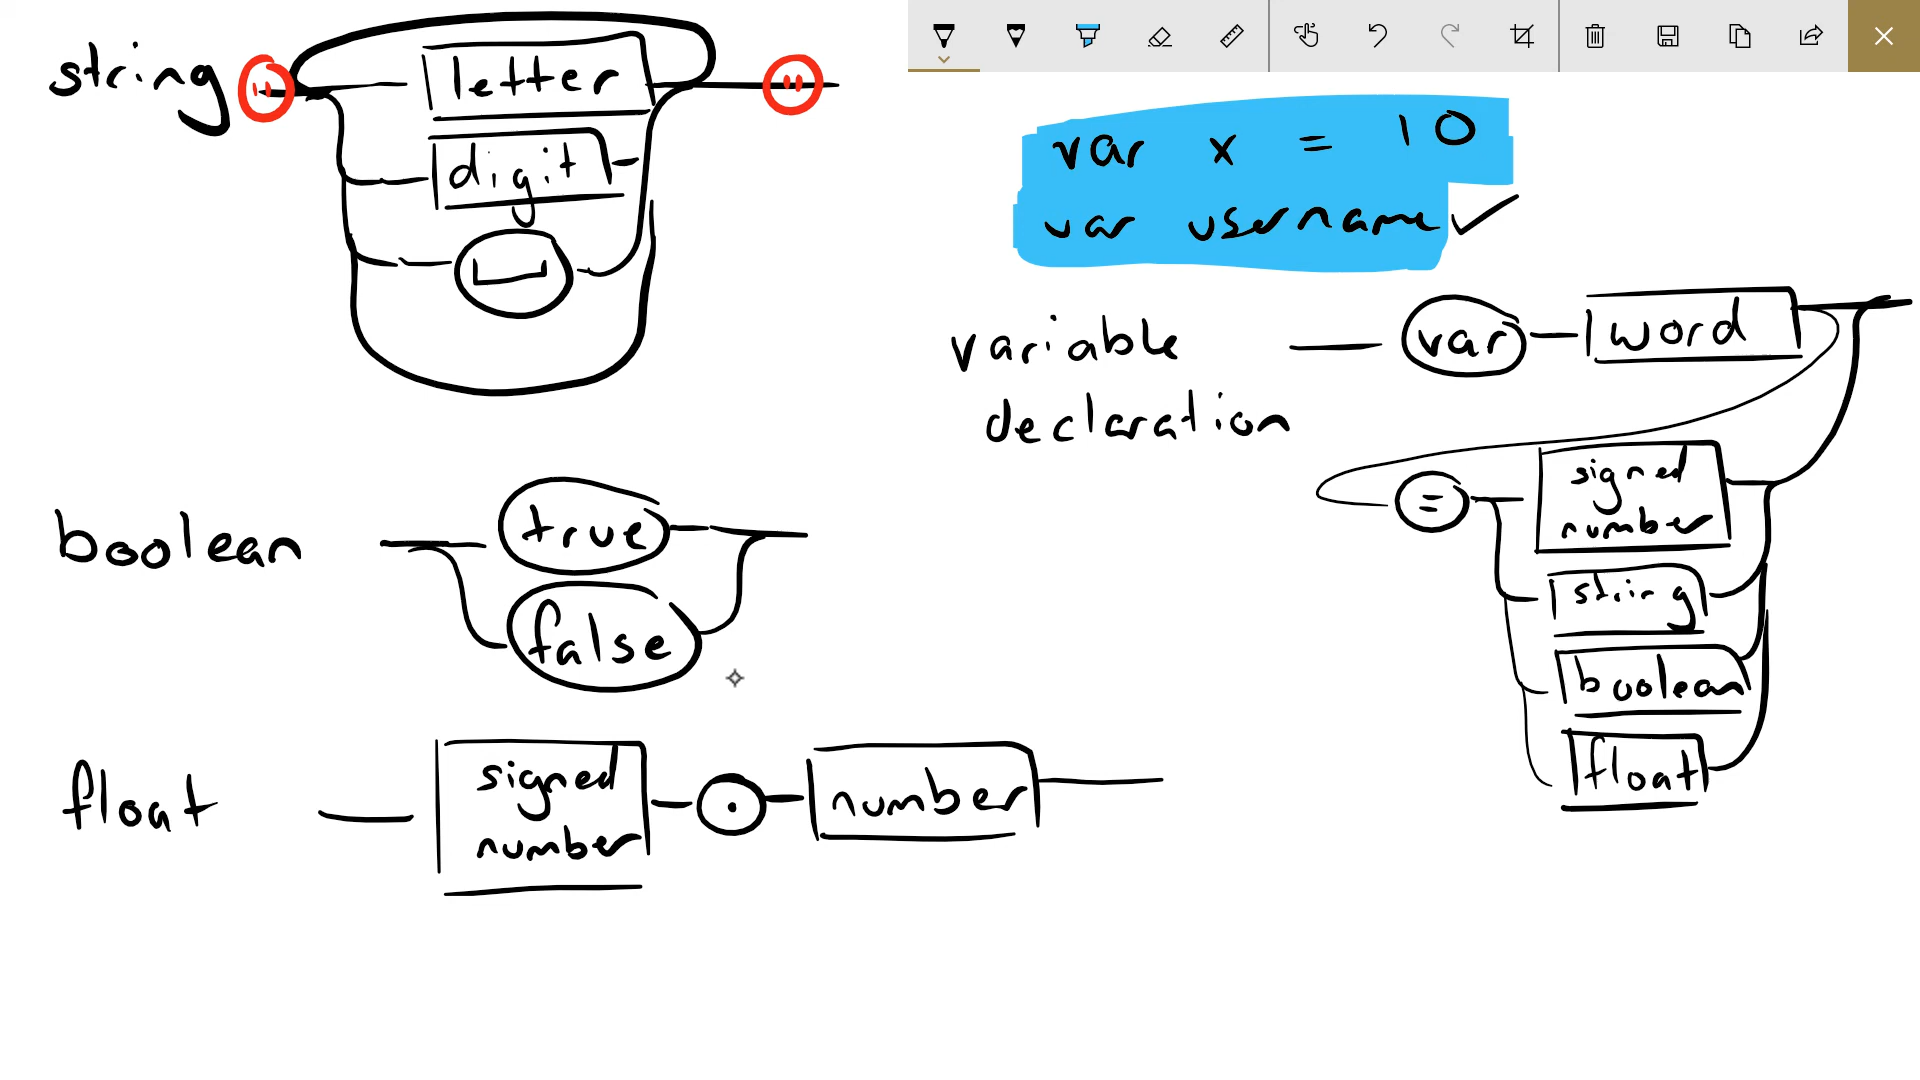 string " letter "
digit
var x = 10
var username
variable declaration
var word
= signed number
string
boolean
float
boolean true
false
float signed number . number